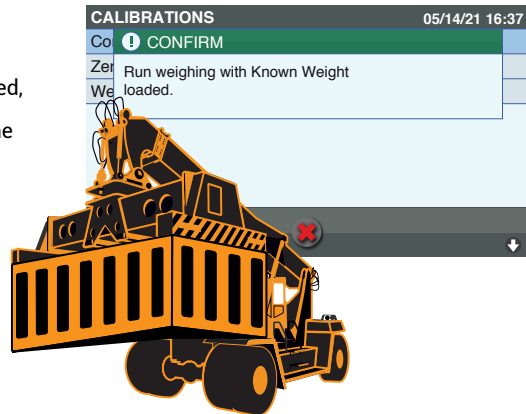 CALIBRATIONS 05/14/21 16:37
CONFIRM
Run weighing with Known Weight
loaded.